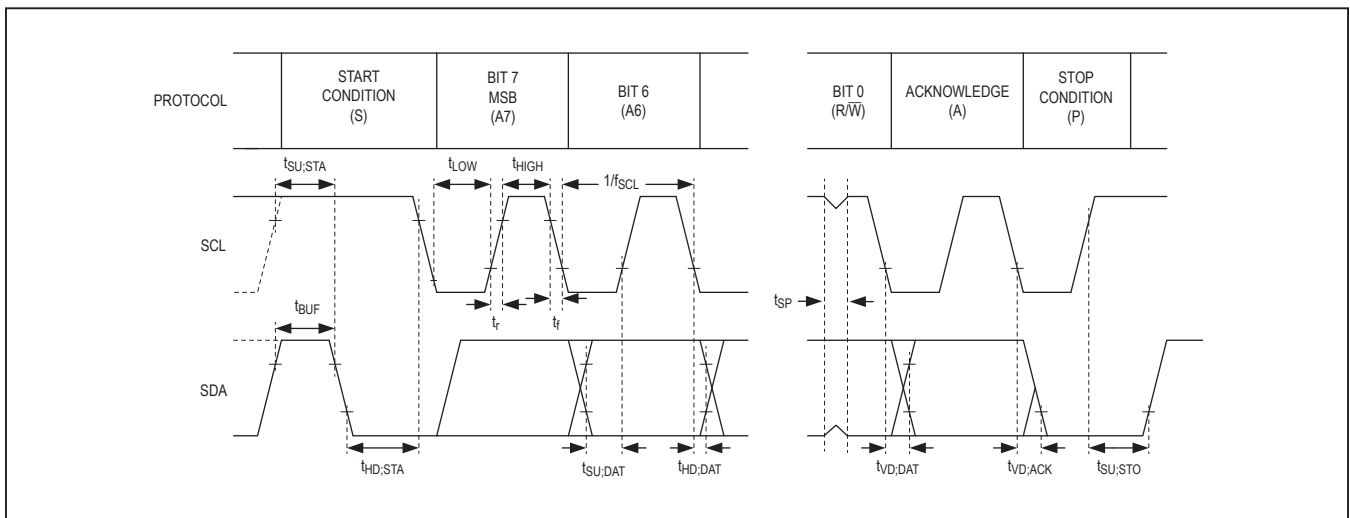 PROTOCOL
START
CONDITION
(S)
BIT 7
MSB
(A7)
BIT 6
(A6)
BIT 0
(R/W̅)
ACKNOWLEDGE
(A)
STOP
CONDITION
(P)
tSU;STA
tLOW
tHIGH
1/fSCL
SCL
tBUF
tr
tf
tSP
SDA
tHD;STA
tSU;DAT
tHD;DAT
tVD;DAT
tVD;ACK
tSU;STO